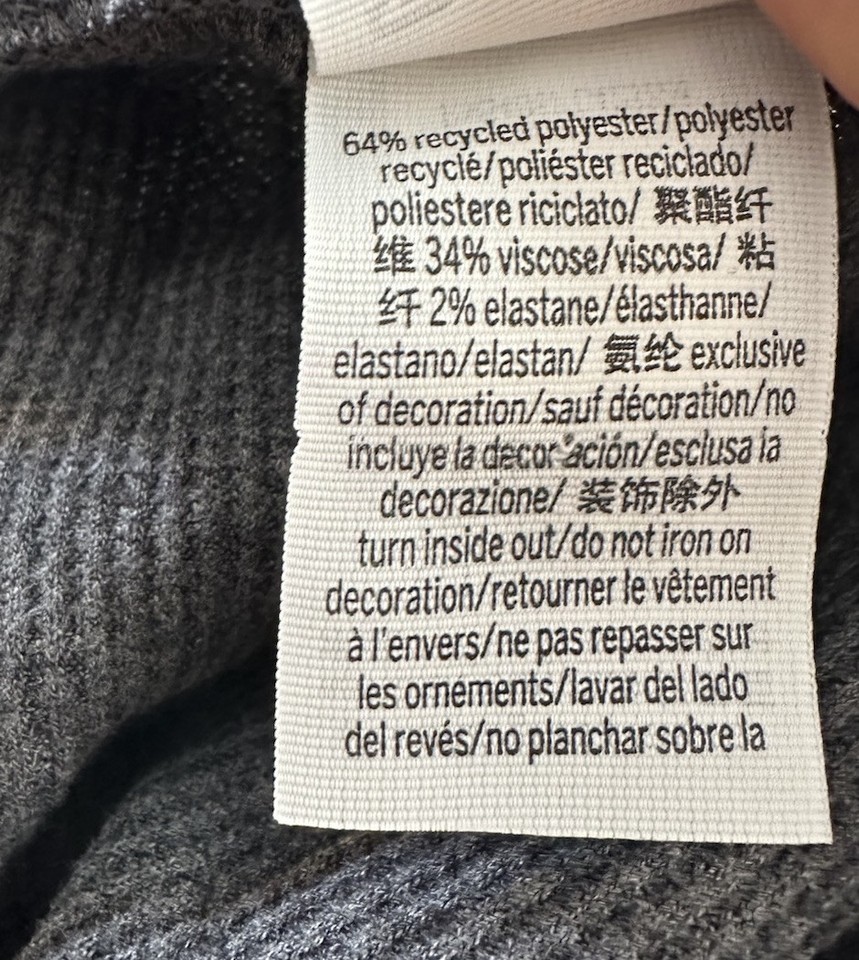 64% recycled polyester/polyester
recyclé/poliéster reciclado/
poliestere riciclato/ 聚酯纤
维 34% viscose/viscosa/ 粘
纤 2% elastane/élasthanne/
elastano/elastan/ 氨纶 exclusive
of decoration/sauf décoration/no
incluye la decoración/esclusa la
decorazione/ 装饰除外
turn inside out/do not iron on
decoration/retourner le vêtement
à l'envers/ne pas repasser sur
les ornements/lavar del lado
del revés/no planchar sobre la